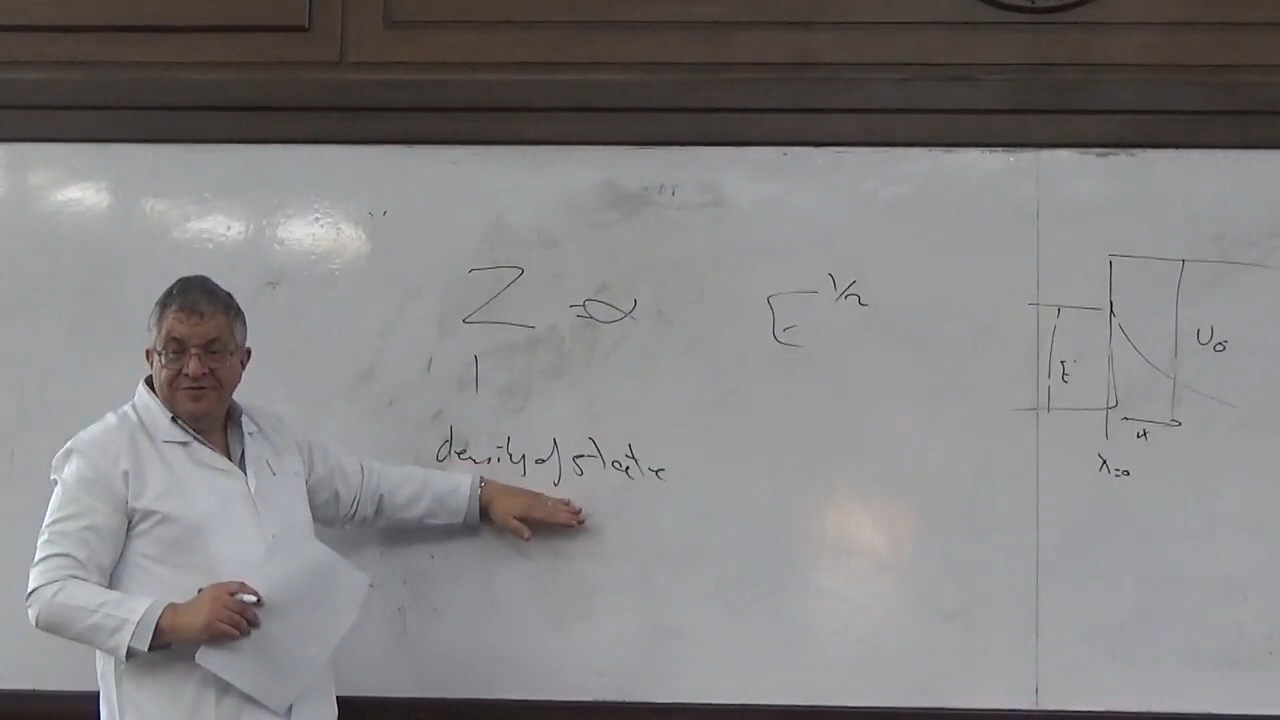 Z ∝ E^1/2
density of state
E
U₀
x
x=0